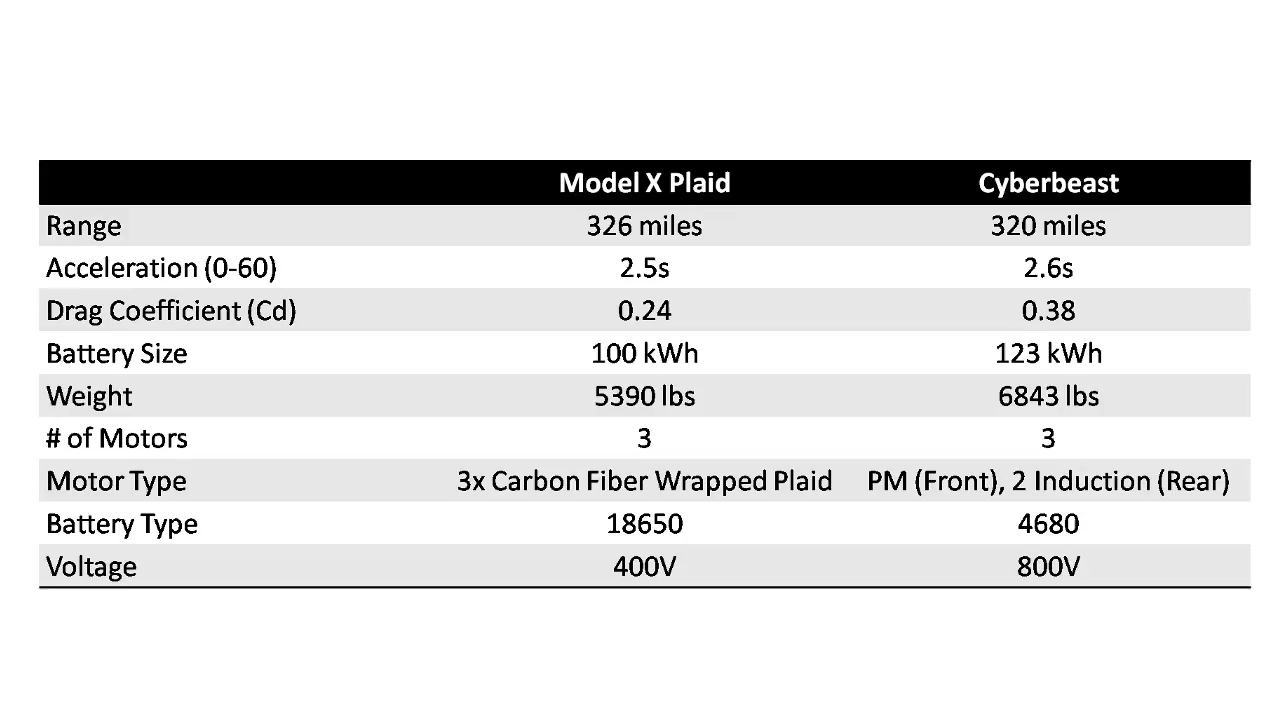 Model X Plaid Cyberbeast
Range 326 miles 320 miles
Acceleration (0-60) 2.5s 2.6s
Drag Coefficient (Cd) 0.24 0.38
Battery Size 100 kWh 123 kWh
Weight 5390 lbs 6843 lbs
# of Motors 3 3
Motor Type 3x Carbon Fiber Wrapped Plaid PM (Front), 2 Induction (Rear)
Battery Type 18650 4680
Voltage 400V 800V